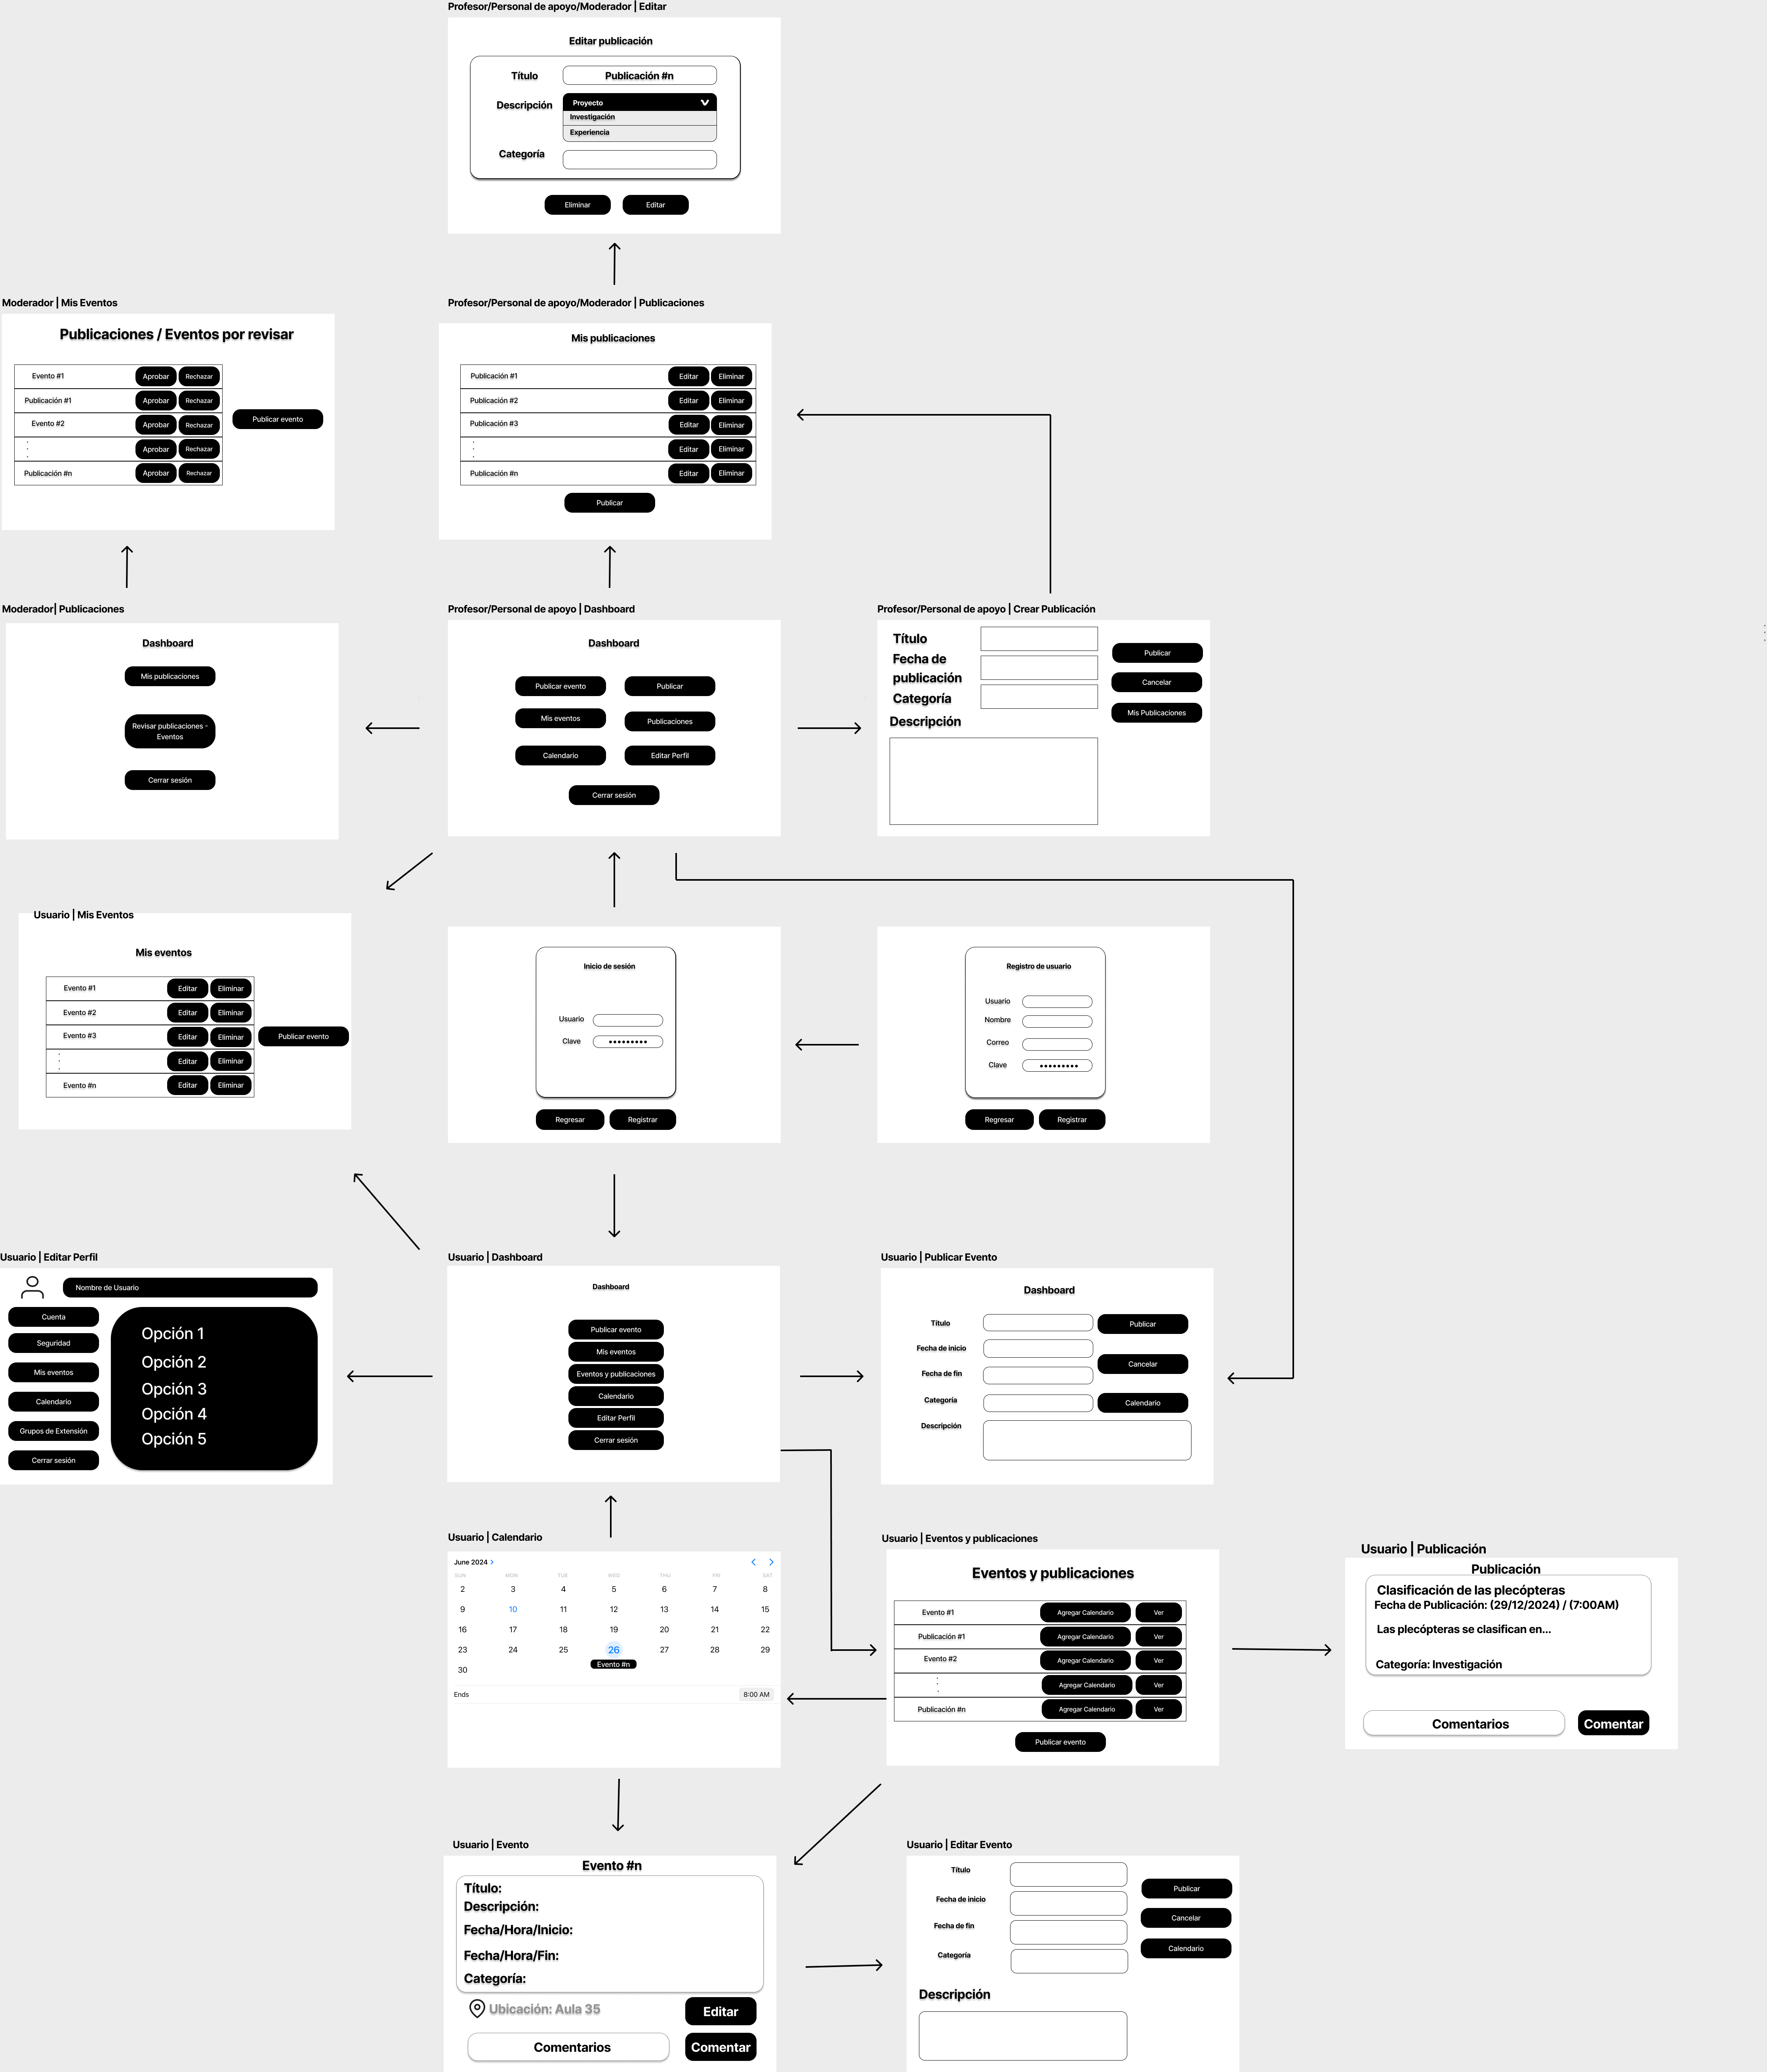 Profesor/Personal de apoyo/Moderador | Editar
Editar publicación
Título
Publicación #n
Descripción
Proyecto
Investigación
Experiencia
Categoría
Eliminar
Editar
Moderador | Mis Eventos
Publicaciones / Eventos por revisar
Evento #1 Aprobar Rechazar
Publicación #1 Aprobar Rechazar
Evento #2 Aprobar Rechazar
Aprobar Rechazar
Publicación #n Aprobar Rechazar
Publicar evento
Profesor/Personal de apoyo/Moderador | Publicaciones
Mis publicaciones
Publicación #1 Editar Eliminar
Publicación #2 Editar Eliminar
Publicación #3 Editar Eliminar
Editar Eliminar
Publicación #n Editar Eliminar
Publicar
Moderador| Publicaciones
Dashboard
Mis publicaciones
Revisar publicaciones -
Eventos
Cerrar sesión
Profesor/Personal de apoyo | Dashboard
Dashboard
Publicar evento Publicar
Mis eventos Publicaciones
Calendario Editar Perfil
Cerrar sesión
Profesor/Personal de apoyo | Crear Publicación
Título
Fecha de
publicación
Categoría
Descripción
Publicar
Cancelar
Mis Publicaciones
Usuario | Mis Eventos
Mis eventos
Evento #1 Editar Eliminar
Evento #2 Editar Eliminar
Evento #3 Editar Eliminar
Editar Eliminar
Evento #n Editar Eliminar
Publicar evento
Inicio de sesión
Usuario
Clave
Regresar Registrar
Registro de usuario
Usuario
Nombre
Correo
Clave
Regresar Registrar
Usuario | Editar Perfil
Nombre de Usuario
Cuenta
Seguridad
Mis eventos
Calendario
Grupos de Extensión
Cerrar sesión
Opción 1
Opción 2
Opción 3
Opción 4
Opción 5
Usuario | Dashboard
Dashboard
Publicar evento
Mis eventos
Eventos y publicaciones
Calendario
Editar Perfil
Cerrar sesión
Usuario | Publicar Evento
Dashboard
Título
Fecha de inicio
Fecha de fin
Categoría
Descripción
Publicar
Cancelar
Calendario
Usuario | Calendario
June 2024
SUN MON TUE WED THU FRI SAT
2 3 4 5 6 7 8
9 10 11 12 13 14 15
16 17 18 19 20 21 22
23 24 25 26 27 28 29
Evento #n
30
Ends 8:00 AM
Usuario | Eventos y publicaciones
Eventos y publicaciones
Evento #1 Agregar Calendario Ver
Publicación #1 Agregar Calendario Ver
Evento #2 Agregar Calendario Ver
Agregar Calendario Ver
Publicación #n Agregar Calendario Ver
Publicar evento
Usuario | Publicación
Publicación
Clasificación de las plecópteras
Fecha de Publicación: (29/12/2024) / (7:00AM)
Las plecópteras se clasifican en...
Categoría: Investigación
Comentarios
Comentar
Usuario | Evento
Evento #n
Título:
Descripción:
Fecha/Hora/Inicio:
Fecha/Hora/Fin:
Categoría:
Ubicación: Aula 35
Editar
Comentarios
Comentar
Usuario | Editar Evento
Título
Fecha de inicio
Fecha de fin
Categoría
Descripción
Publicar
Cancelar
Calendario